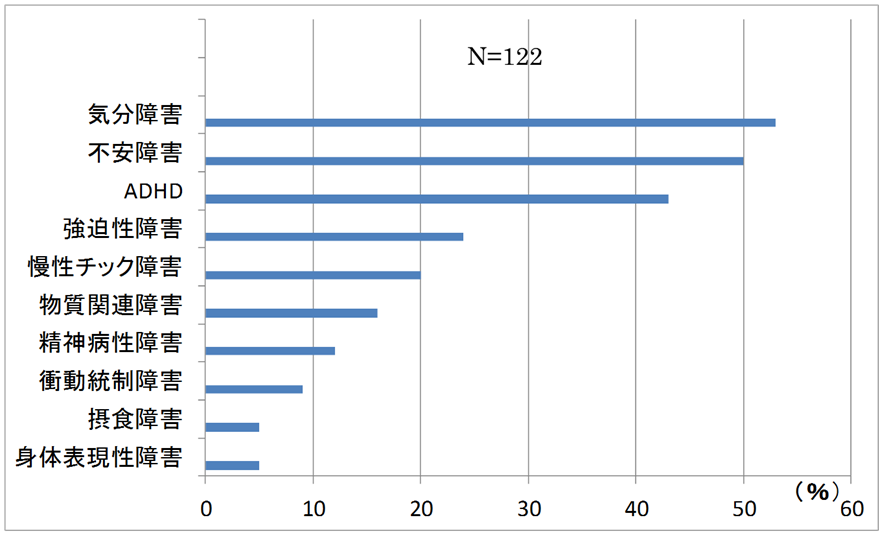 N=122
気分障害
不安障害
ADHD
強迫性障害
慢性チック障害
物質関連障害
精神病性障害
衝動統制障害
摂食障害
身体表現性障害
（%）
0 10 20 30 40 50 60